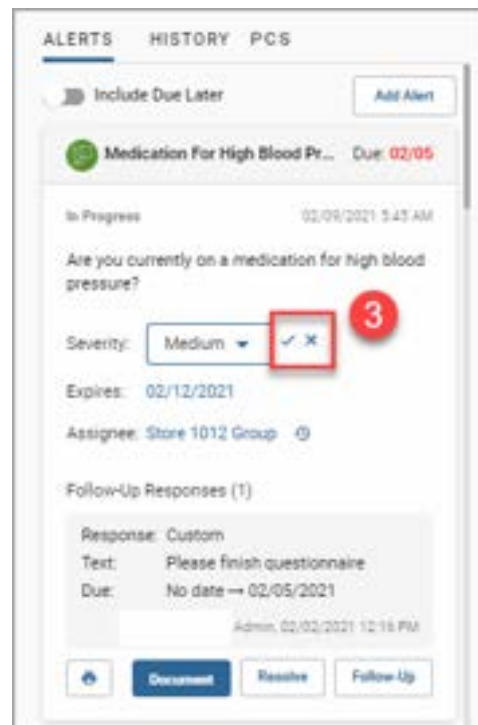 ALERTS HISTORY PCS
Include Due Later Add Alert
Medication For High Blood Pr... Due: 02/05
In Progress 02/09/2021 5:45 AM
Are you currently on a medication for high blood
pressure?
3
Severity: Medium
Expires: 02/12/2021
Assignee: Store 1012 Group
Follow-Up Responses (1)
Response: Custom
Text: Please finish questionnaire
Due: No date → 02/05/2021
Admin, 02/02/2021 12:16 PM
Document Resolve Follow-Up